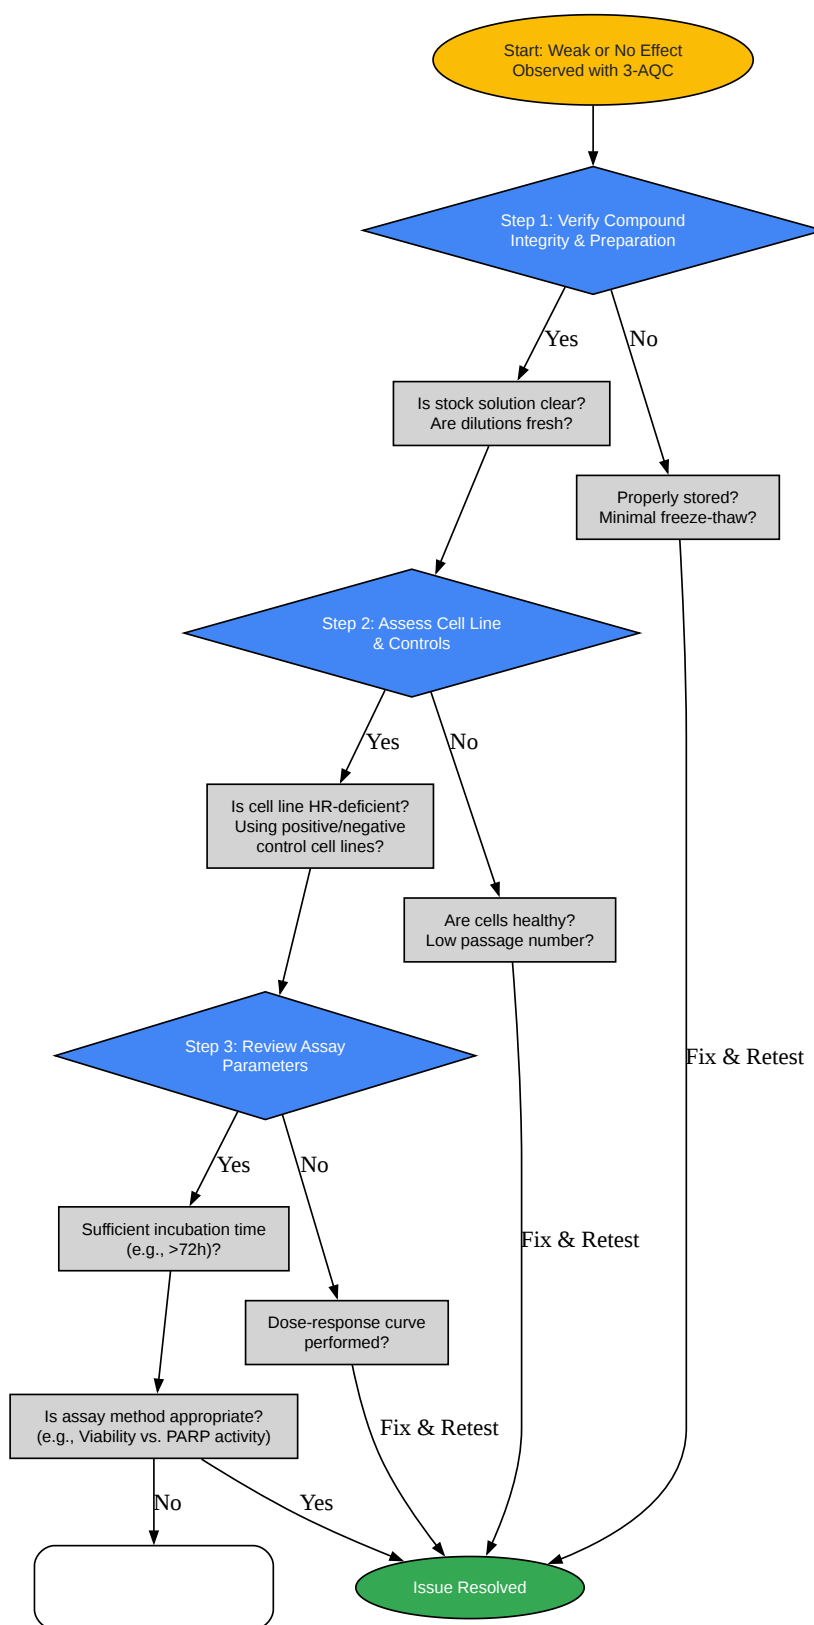 Start: Weak or No Effect
Observed with 3-AQC
Step 1: Verify Compound
Integrity & Preparation
Yes
No
Is stock solution clear?
Are dilutions fresh?
Properly stored?
Minimal freeze-thaw?
Step 2: Assess Cell Line
& Controls
Yes
No
Is cell line HR-deficient?
Using positive/negative
control cell lines?
Are cells healthy?
Low passage number?
Step 3: Review Assay
Parameters
Fix & Retest
Yes
No
Sufficient incubation time
(e.g., >72h)?
Fix & Retest
Dose-response curve
performed?
Is assay method appropriate?
(e.g., Viability vs. PARP activity)
Fix & Retest
No
Yes
Issue Resolved